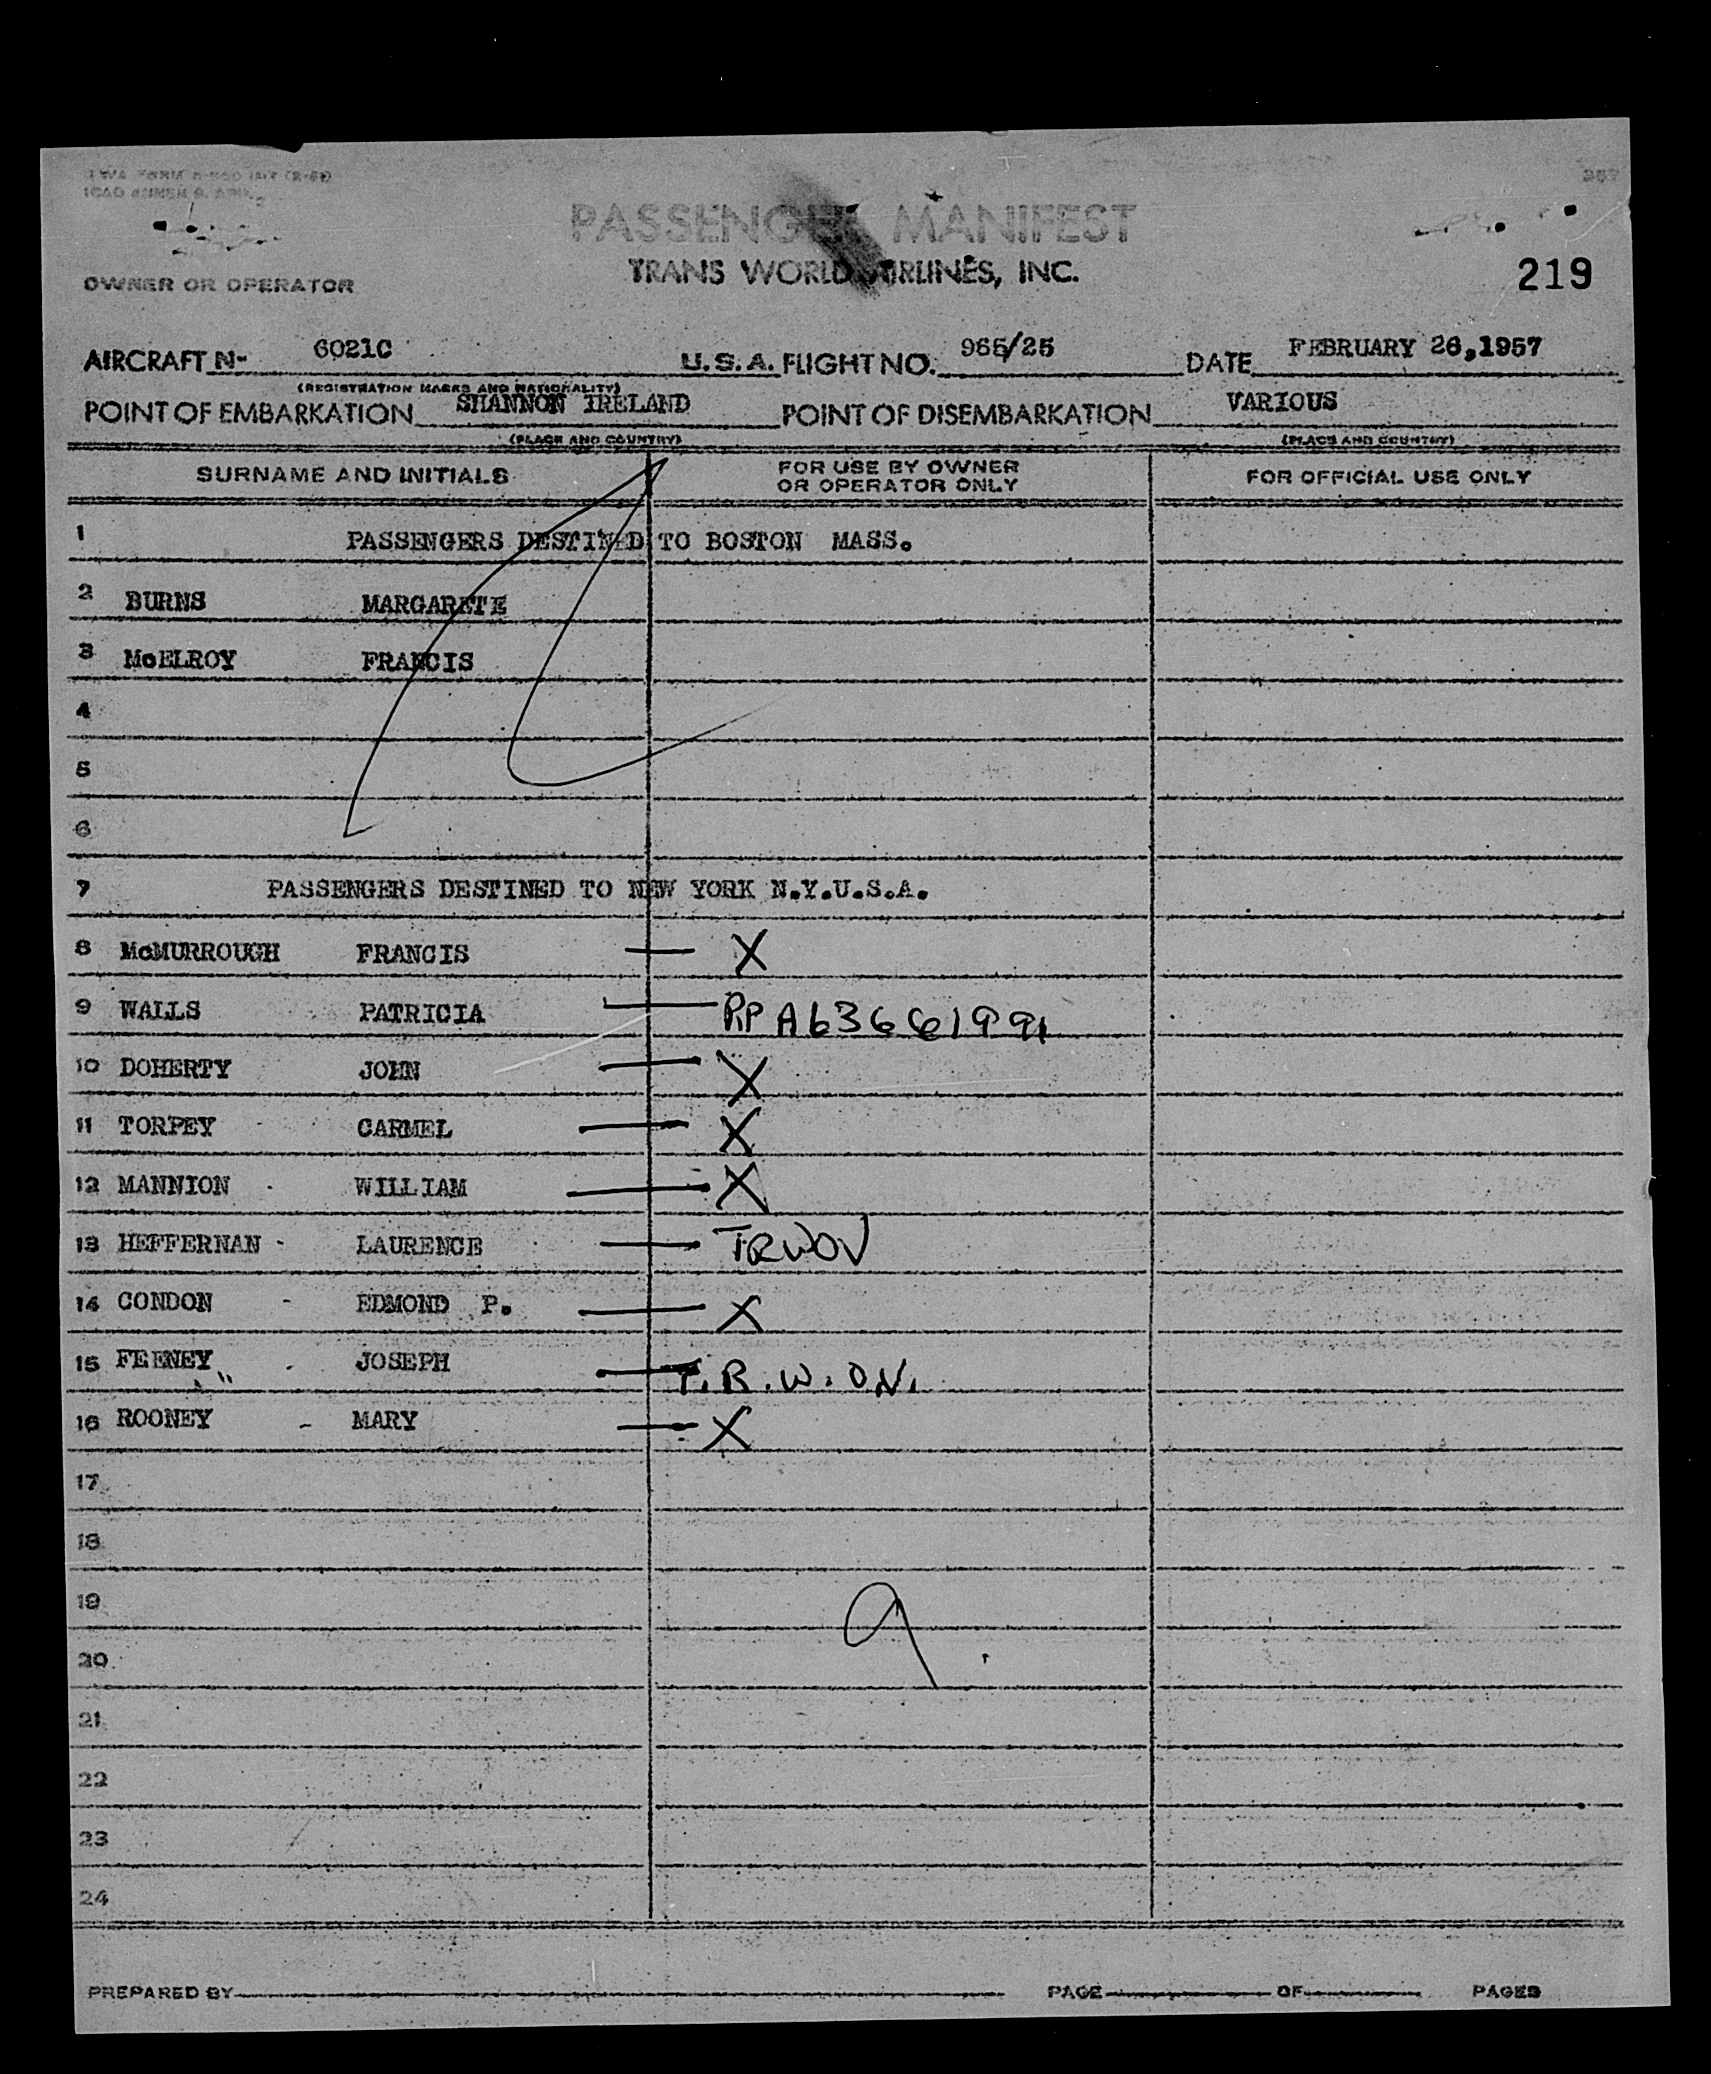 PASSENGER MANIFEST
TRANS WORLD AIRLINES, INC.
219
OWNER OR OPERATOR
AIRCRAFT N- 6021C U.S.A. FLIGHT NO. 965/25 DATE FEBRUARY 26,1957
(REGISTRATION MARKS AND NATIONALITY)
POINT OF EMBARKATION SHANNON IRELAND POINT OF DISEMBARKATION VARIOUS
(PLACE AND COUNTRY) (PLACE AND COUNTRY)
SURNAME AND INITIALS FOR USE BY OWNER OR OPERATOR ONLY FOR OFFICIAL USE ONLY
1 PASSENGERS DESTINED TO BOSTON MASS.
2 BURNS MARGARETE
3 McELROY FRANCIS
4
5
6
7 PASSENGERS DESTINED TO NEW YORK N.Y.U.S.A.
8 McMURROUGH FRANCIS — X
9 WALLS PATRICIA —
10 DOHERTY JOHN — X
11 TORPEY CARMEL — X
12 MANNION - WILLIAM — X
13 HEFFERNAN - LAURENCE — TRWOV
14 CONDON - EDMOND P. — X
15 FEENEY - JOSEPH — T.R.W.O.V.
16 ROONEY - MARY — X
17
18
19
20
21
22
23
24
9
PREPARED BY PAGE OF PAGES